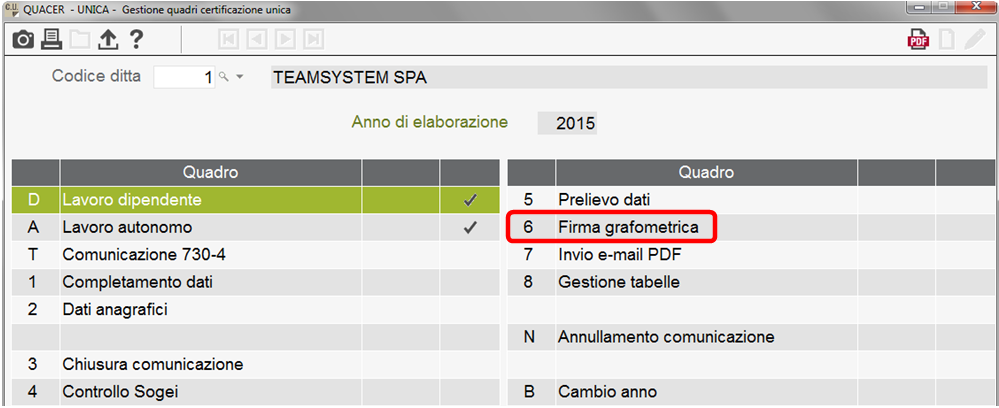 C.U. QUACER - UNICA - Gestione quadri certificazione unica
? PDF
Codice ditta 1 TEAMSYSTEM SPA
Anno di elaborazione 2015
Quadro Quadro
D Lavoro dipendente ✓ 5 Prelievo dati
A Lavoro autonomo ✓ 6 Firma grafometrica
T Comunicazione 730-4 7 Invio e-mail PDF
1 Completamento dati 8 Gestione tabelle
2 Dati anagrafici
N Annullamento comunicazione
3 Chiusura comunicazione
4 Controllo Sogei B Cambio anno